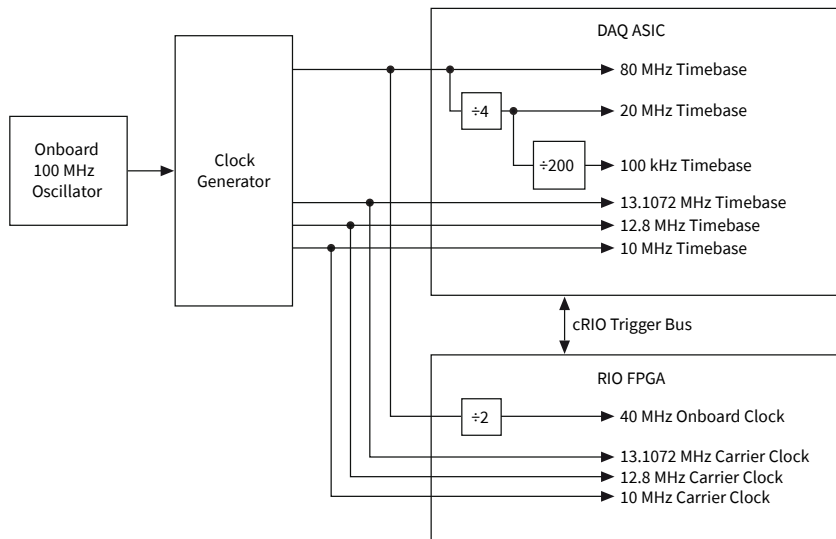 DAQ ASIC
80 MHz Timebase
÷4
20 MHz Timebase
÷200
100 kHz Timebase
Onboard
100 MHz
Oscillator
Clock
Generator
13.1072 MHz Timebase
12.8 MHz Timebase
10 MHz Timebase
cRIO Trigger Bus
RIO FPGA
÷2
40 MHz Onboard Clock
13.1072 MHz Carrier Clock
12.8 MHz Carrier Clock
10 MHz Carrier Clock